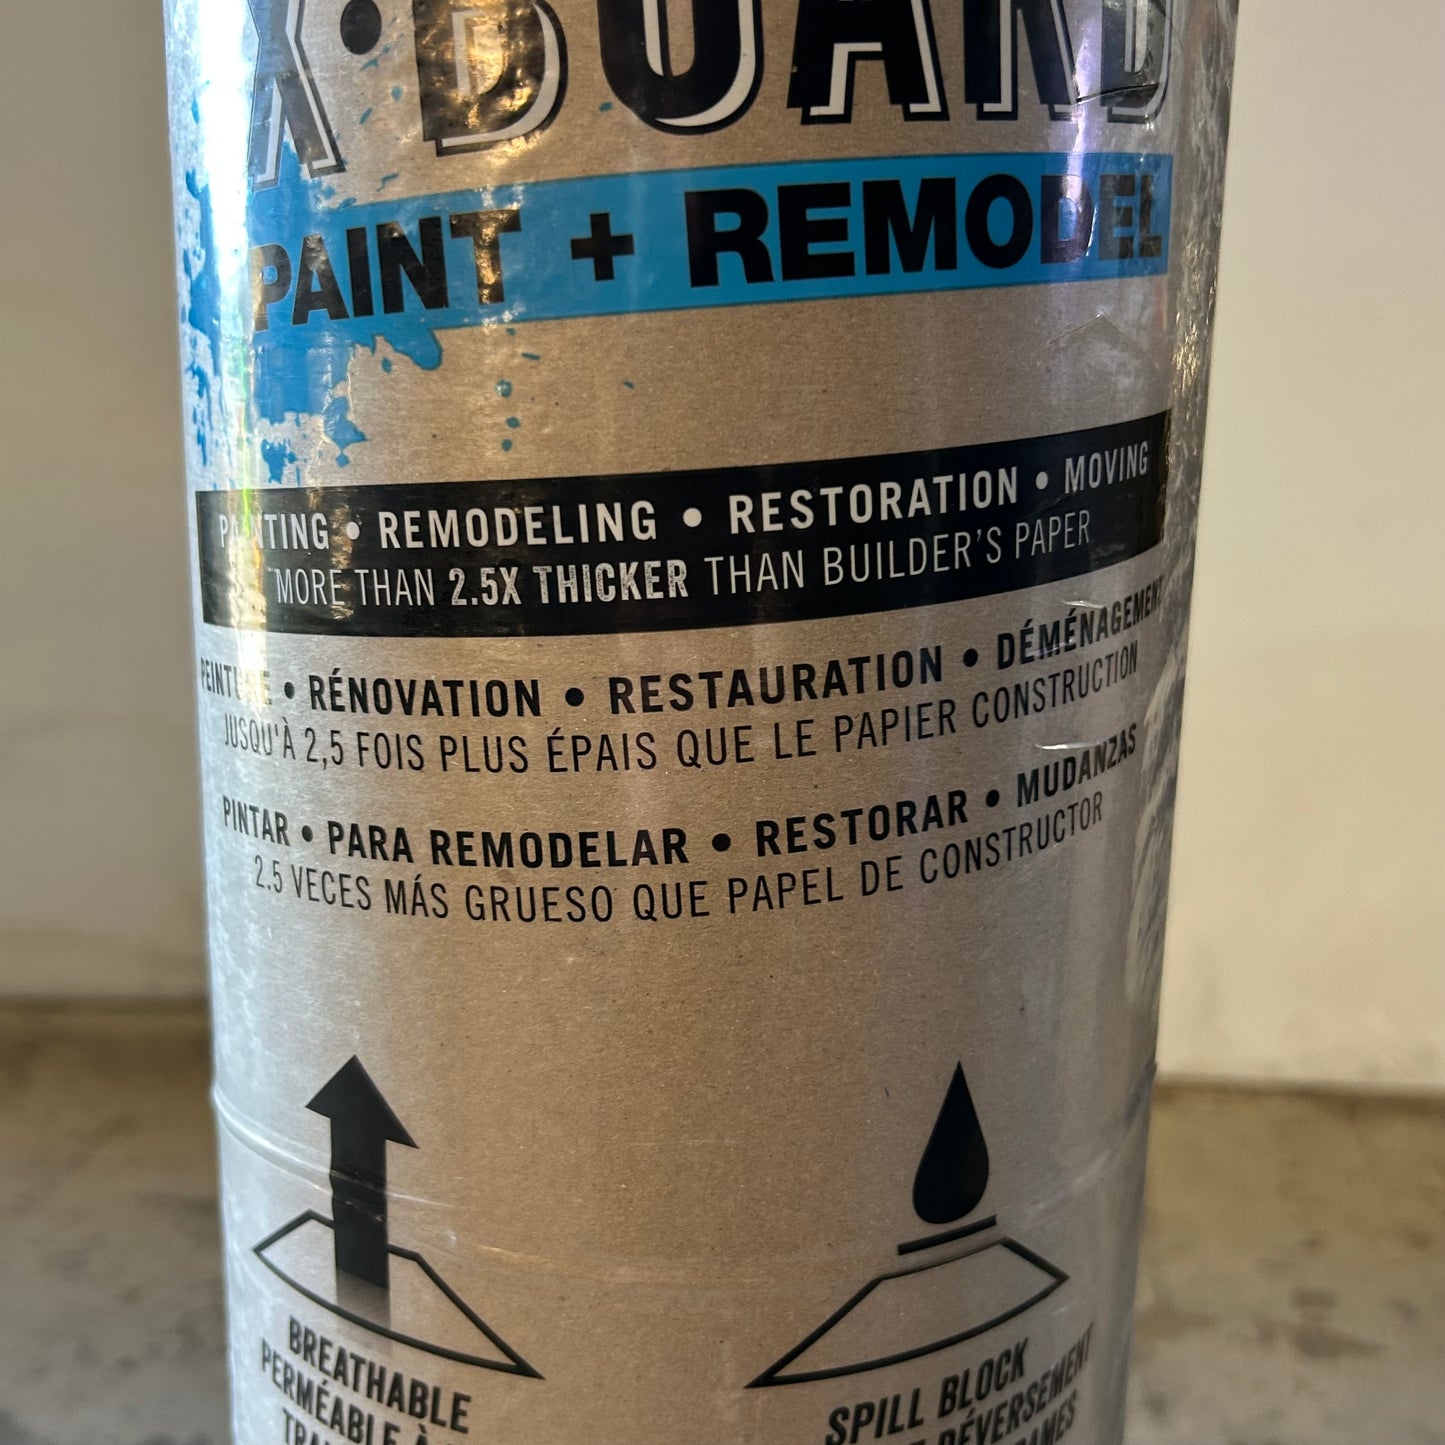 X•BOARD
PAINT + REMODEL
PAINTING • REMODELING • RESTORATION • MOVING
MORE THAN 2.5X THICKER THAN BUILDER'S PAPER
PEINTURE • RÉNOVATION • RESTAURATION • DÉMÉNAGEMENT
JUSQU'À 2,5 FOIS PLUS ÉPAIS QUE LE PAPIER CONSTRUCTION
PINTAR • PARA REMODELAR • RESTORAR • MUDANZAS
2.5 VECES MÁS GRUESO QUE PAPEL DE CONSTRUCTOR
BREATHABLE
PERMÉABLE À
SPILL BLOCK
DÉVERSEMENT